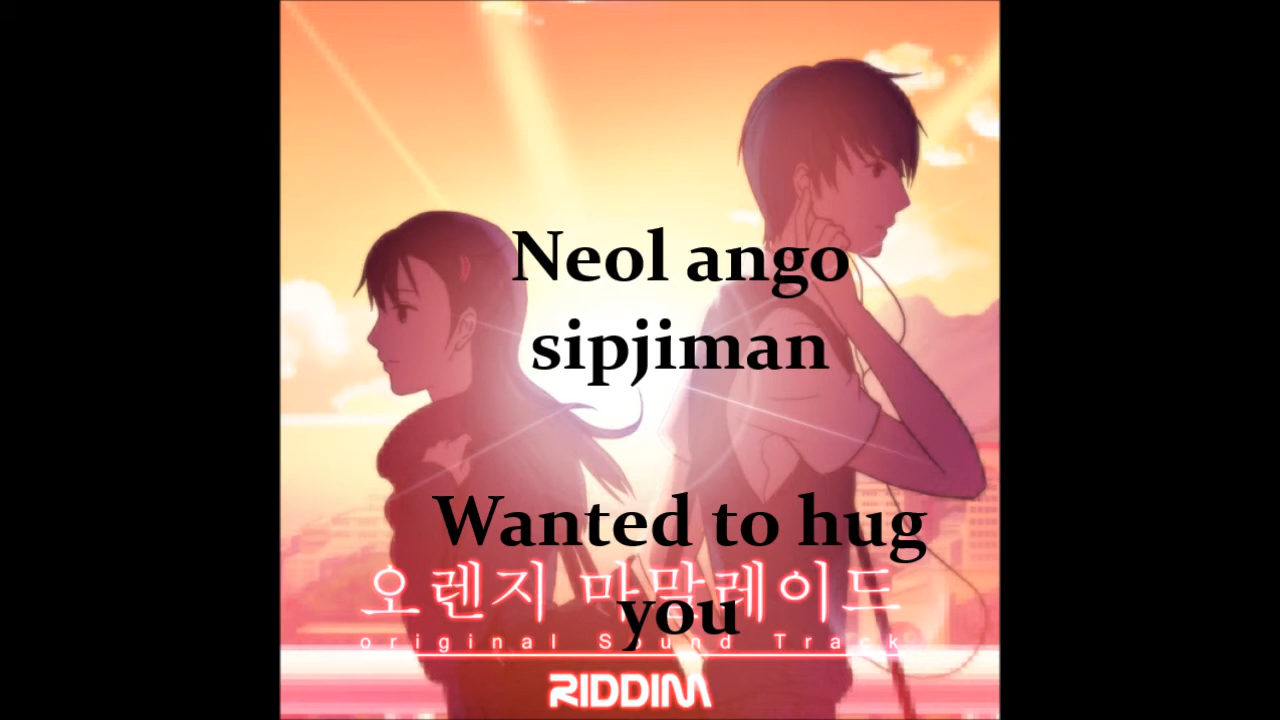 Neol ango
sipjiman
Wanted to hug
오렌지 마말레이드
you
original Sound Track
RIDDIM